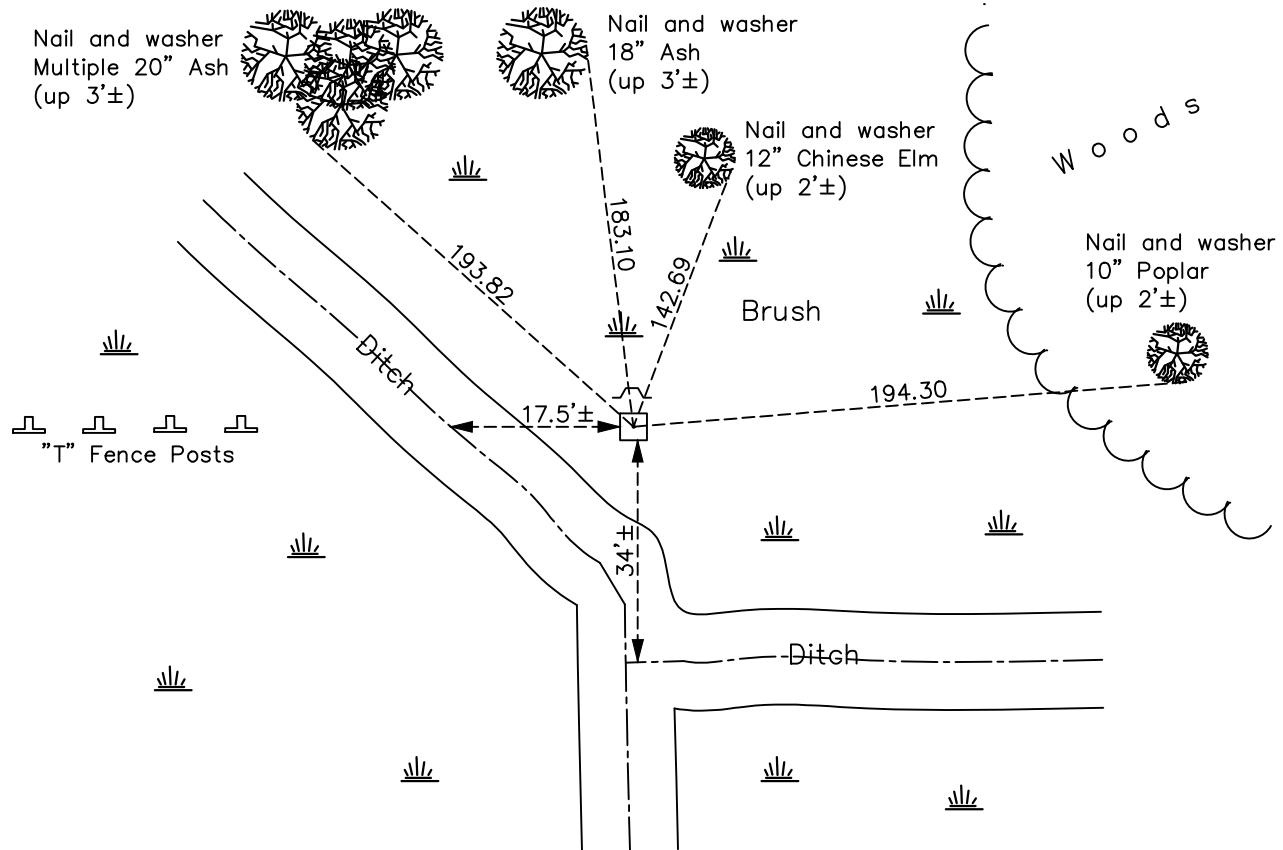 Nail and washer
Multiple 20" Ash
(up 3'±)
Nail and washer
18" Ash
(up 3'±)
Nail and washer
12" Chinese Elm
(up 2'±)
Woods
Nail and washer
10" Poplar
(up 2'±)
193.82
183.10
142.69
Brush
194.30
Ditch
17.5'±
"T" Fence Posts
34'±
Ditch